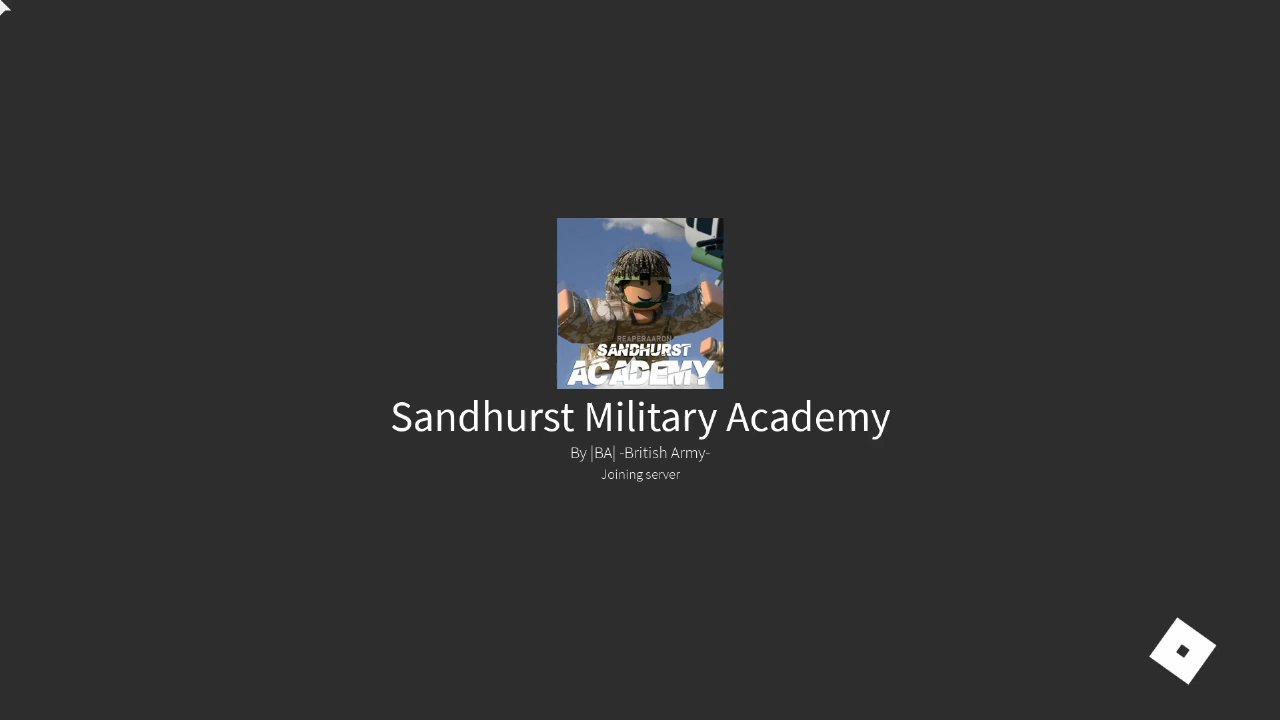 REAPERAARON
SANDHURST
ACADEMY
Sandhurst Military Academy
By |BA| -British Army-
Joining server